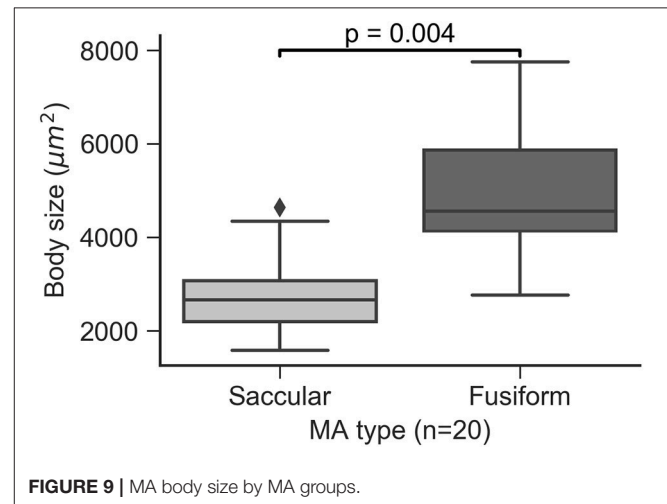 p = 0.004
8000
6000
4000
2000
Body size (μm²)
Saccular
Fusiform
MA type (n=20)
FIGURE 9 | MA body size by MA groups.